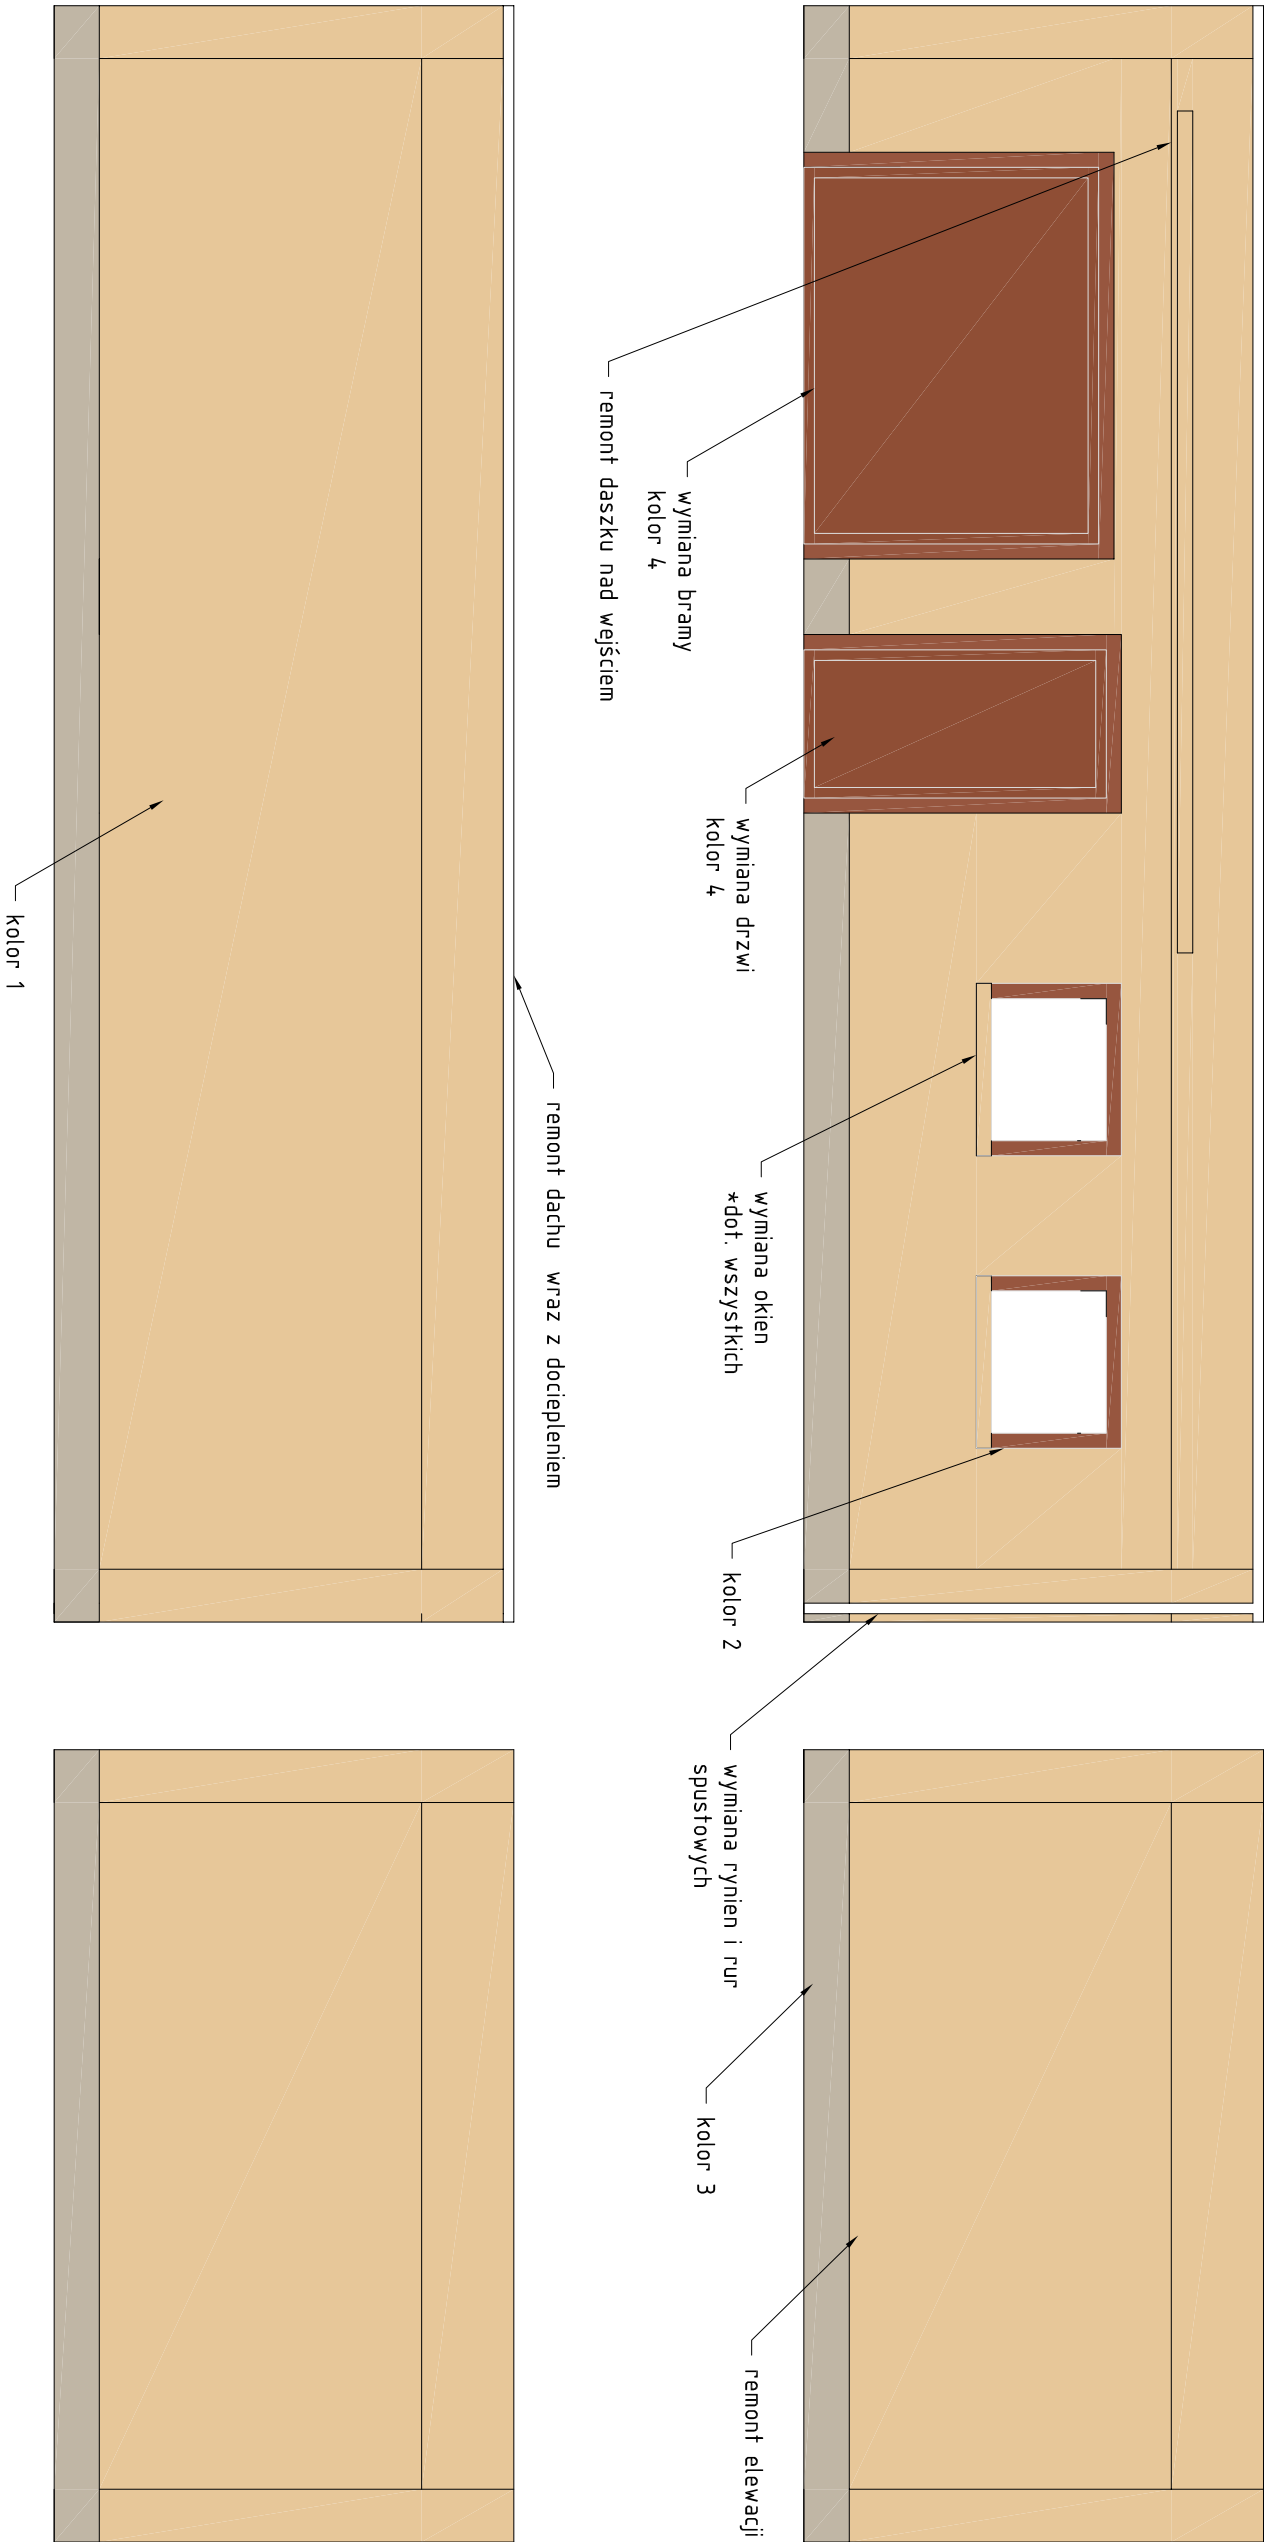 remont daszku nad wejściem
wymiana bramy
kolor 4
wymiana drzwi
kolor 4
wymiana okien
*dot. wszystkich
kolor 2
wymiana rynien i rur
spustowych
kolor 3
remont elewacji
kolor 1
remont dachu wraz z dociepleniem